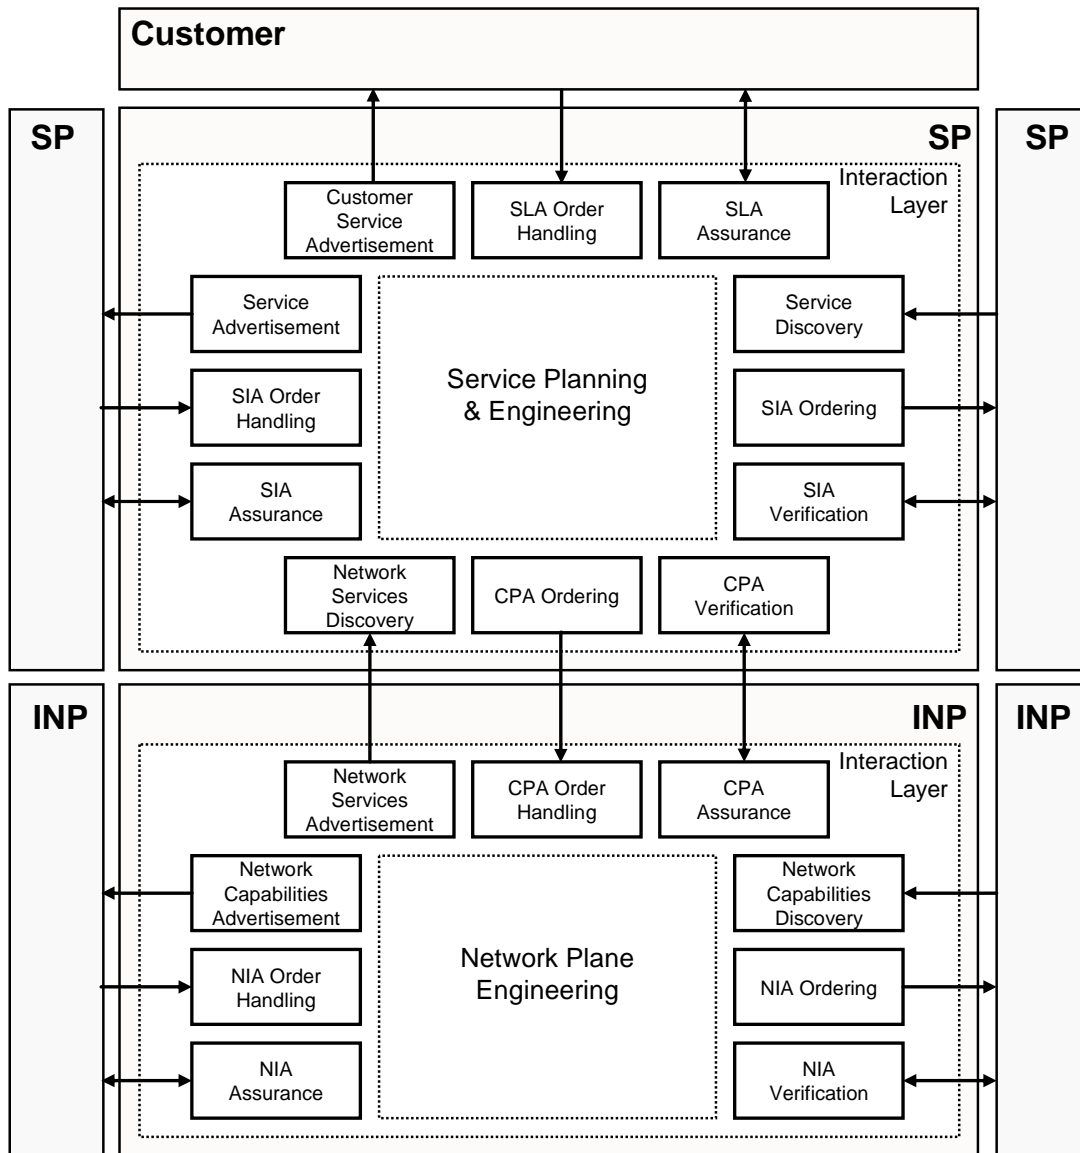 Customer
SP
SP
SP
Interaction
Layer
Customer
Service
Advertisement
SLA Order
Handling
SLA
Assurance
Service
Advertisement
Service
Discovery
Service Planning
& Engineering
SIA Order
Handling
SIA Ordering
SIA
Assurance
SIA
Verification
Network
Services
Discovery
CPA Ordering
CPA
Verification
INP
INP
INP
Interaction
Layer
Network
Services
Advertisement
CPA Order
Handling
CPA
Assurance
Network
Capabilities
Advertisement
Network
Capabilities
Discovery
Network Plane
Engineering
NIA Order
Handling
NIA Ordering
NIA
Assurance
NIA
Verification